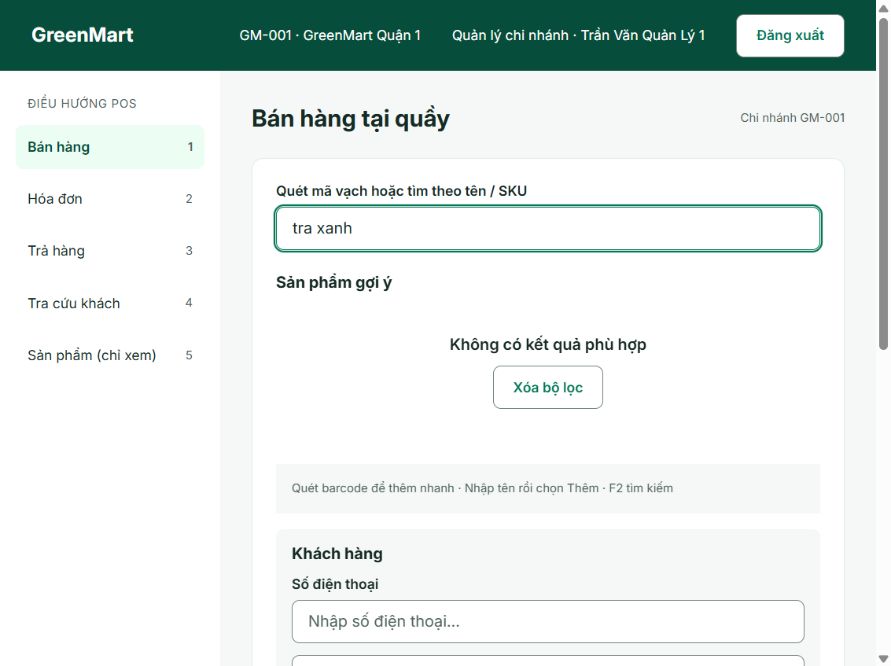 GreenMart
GM-001 · GreenMart Quận 1
Quản lý chi nhánh · Trần Văn Quản Lý 1
Đăng xuất
ĐIỀU HƯỚNG POS
Bán hàng 1
Hóa đơn 2
Trả hàng 3
Tra cứu khách 4
Sản phẩm (chỉ xem) 5
Bán hàng tại quầy
Chi nhánh GM-001
Quét mã vạch hoặc tìm theo tên / SKU
tra xanh
Sản phẩm gợi ý
Không có kết quả phù hợp
Xóa bộ lọc
Quét barcode để thêm nhanh · Nhập tên rồi chọn Thêm · F2 tìm kiếm
Khách hàng
Số điện thoại
Nhập số điện thoại...